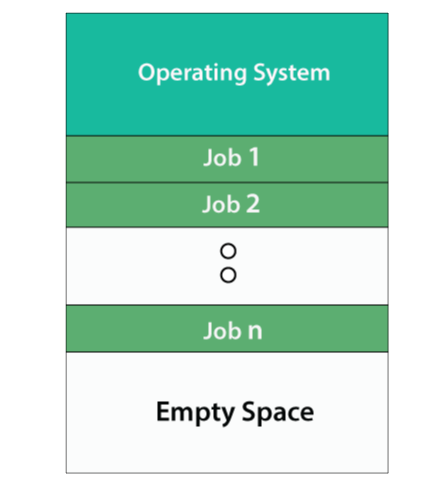 Operating System
Job 1
Job 2
Job n
Empty Space